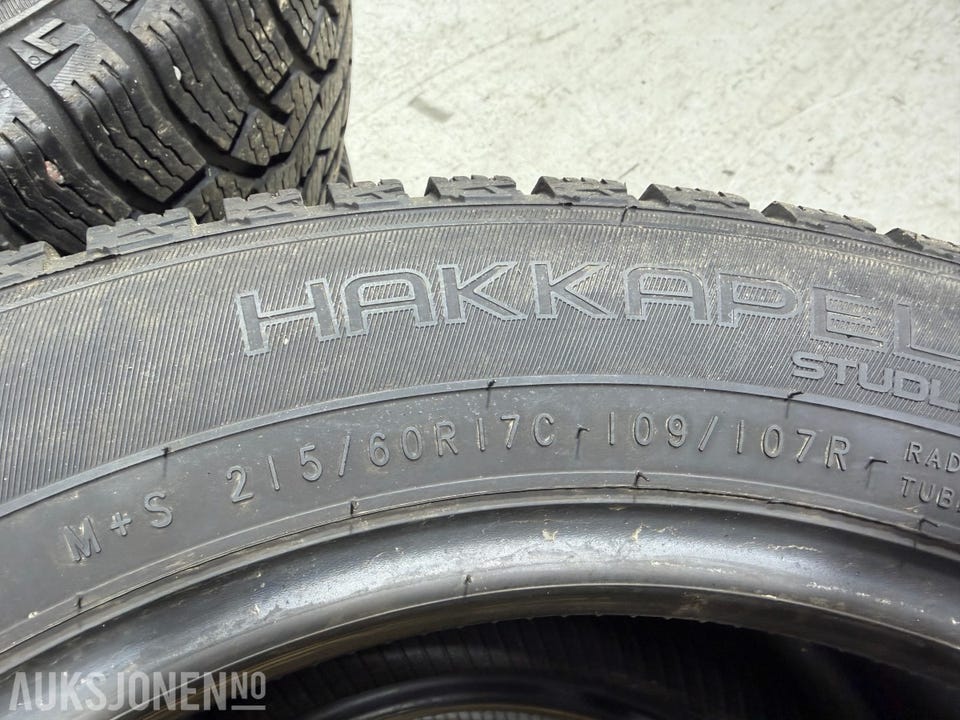 HAKKAPEL
STUDL
M+S 215/60R17C 109/107R RAD
TUB
AUKSJONEN.NO